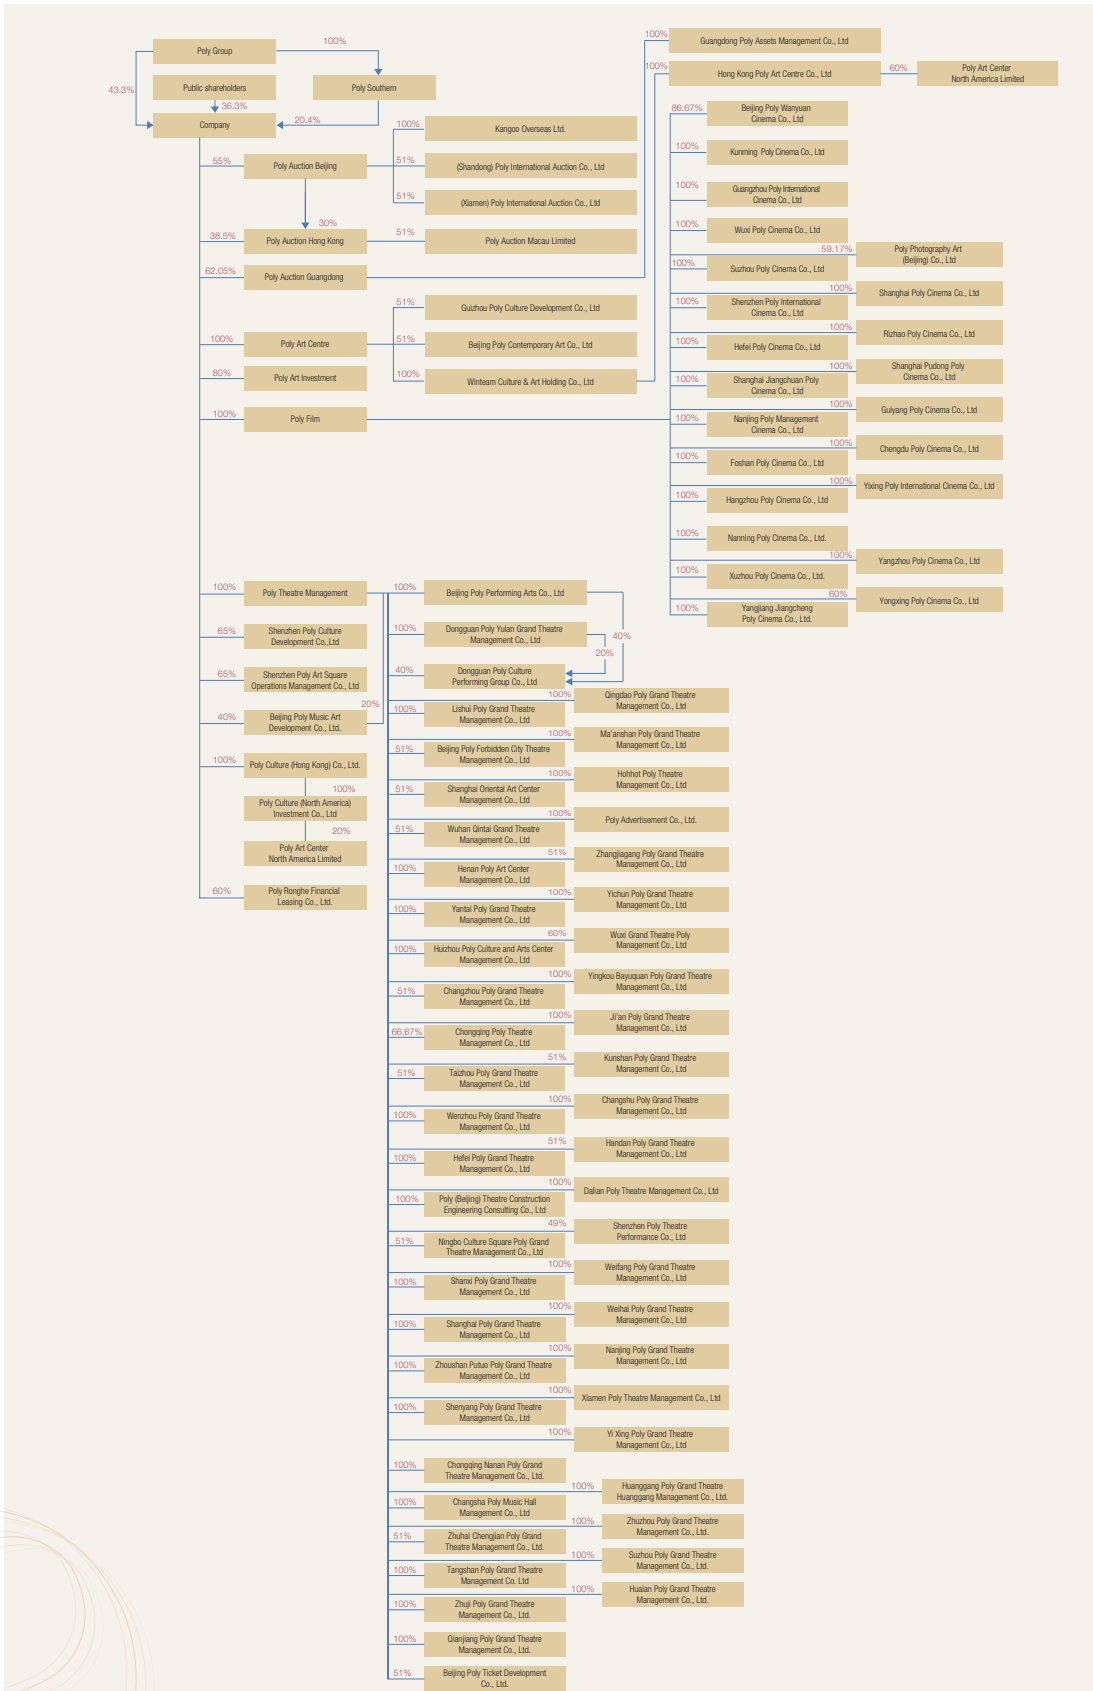 Poly Group
100%
43.3%
Public shareholders
36.3%
Poly Southern
Company
20.4%
55%
Poly Auction Beijing
100%
Kangoo Overseas Ltd.
51%
(Shandong) Poly International Auction Co., Ltd
51%
(Xiamen) Poly International Auction Co., Ltd
30%
38.5%
Poly Auction Hong Kong
51%
Poly Auction Macau Limited
62.05%
Poly Auction Guangdong
100%
Guangdong Poly Assets Management Co., Ltd
100%
Poly Art Centre
51%
Guizhou Poly Culture Development Co., Ltd
51%
Beijing Poly Contemporary Art Co., Ltd
100%
Winteam Culture & Art Holding Co., Ltd
100%
Hong Kong Poly Art Centre Co., Ltd
60%
Poly Art Center
North America Limited
80%
Poly Art Investment
100%
Poly Film
86.67%
Beijing Poly Wanyuan
Cinema Co., Ltd
100%
Kunming Poly Cinema Co., Ltd
100%
Guangzhou Poly International
Cinema Co., Ltd
100%
Wuxi Poly Cinema Co., Ltd
59.17%
Poly Photography Art
(Beijing) Co., Ltd
100%
Suzhou Poly Cinema Co., Ltd
100%
Shanghai Poly Cinema Co., Ltd
100%
Shenzhen Poly International
Cinema Co., Ltd
100%
Rizhao Poly Cinema Co., Ltd
100%
Hefei Poly Cinema Co., Ltd
100%
Shanghai Pudong Poly
Cinema Co., Ltd
100%
Shanghai Jiangchuan Poly
Cinema Co., Ltd
100%
Guiyang Poly Cinema Co., Ltd
100%
Nanjing Poly Management
Cinema Co., Ltd
100%
Chengdu Poly Cinema Co., Ltd
100%
Foshan Poly Cinema Co., Ltd
100%
Yixing Poly International Cinema Co., Ltd
100%
Hangzhou Poly Cinema Co., Ltd
100%
Nanning Poly Cinema Co., Ltd.
100%
Yangzhou Poly Cinema Co., Ltd
100%
Xuzhou Poly Cinema Co., Ltd.
60%
Yongxing Poly Cinema Co., Ltd
100%
Yangjiang Jiangcheng
Poly Cinema Co., Ltd.
100%
Poly Theatre Management
65%
Shenzhen Poly Culture
Development Co.,Ltd
65%
Shenzhen Poly Art Square
Operations Management Co., Ltd
20%
40%
Beijing Poly Music Art
Development Co., Ltd.
100%
Poly Culture (Hong Kong) Co., Ltd.
100%
Poly Culture (North America)
Investment Co., Ltd
20%
Poly Art Center
North America Limited
60%
Poly Ronghe Financial
Leasing Co., Ltd.
100%
Beijing Poly Performing Arts Co., Ltd
100%
Dongguan Poly Yulan Grand Theatre
Management Co., Ltd
40%
20%
40%
Dongguan Poly Culture
Performing Group Co., Ltd
100%
Qingdao Poly Grand Theatre
Management Co., Ltd
100%
Lishui Poly Grand Theatre
Management Co., Ltd
100%
Ma'anshan Poly Grand Theatre
Management Co., Ltd
51%
Beijing Poly Forbidden City Theatre
Management Co., Ltd
100%
Hohhot Poly Theatre
Management Co., Ltd
51%
Shanghai Oriental Art Center
Management Co., Ltd
100%
Poly Advertisement Co., Ltd.
51%
Wuhan Qintai Grand Theatre
Management Co., Ltd
51%
Zhangjiagang Poly Grand Theatre
Management Co., Ltd
100%
Henan Poly Art Center
Management Co., Ltd
100%
Yichun Poly Grand Theatre
Management Co., Ltd
100%
Yantai Poly Grand Theatre
Management Co., Ltd
60%
Wuxi Grand Theatre Poly
Management Co., Ltd
100%
Huizhou Poly Culture and Arts Center
Management Co., Ltd
100%
Yingkou Bayuquan Poly Grand Theatre
Management Co., Ltd
51%
Changzhou Poly Grand Theatre
Management Co., Ltd
100%
Ji'an Poly Grand Theatre
Management Co., Ltd
66.67%
Chongqing Poly Theatre
Management Co., Ltd
51%
Kunshan Poly Grand Theatre
Management Co., Ltd
51%
Taizhou Poly Grand Theatre
Management Co., Ltd
100%
Changshu Poly Grand Theatre
Management Co., Ltd
100%
Wenzhou Poly Grand Theatre
Management Co., Ltd
51%
Handan Poly Grand Theatre
Management Co., Ltd
100%
Hefei Poly Grand Theatre
Management Co., Ltd
100%
Dalian Poly Theatre Management Co., Ltd
100%
Poly (Beijing) Theatre Construction
Engineering Consulting Co., Ltd
49%
Shenzhen Poly Theatre
Performance Co., Ltd
51%
Ningbo Culture Square Poly Grand
Theatre Management Co., Ltd
100%
Weifang Poly Grand Theatre
Management Co., Ltd
100%
Shanxi Poly Grand Theatre
Management Co., Ltd
100%
Weihai Poly Grand Theatre
Management Co., Ltd
100%
Shanghai Poly Grand Theatre
Management Co., Ltd
100%
Nanjing Poly Grand Theatre
Management Co., Ltd
100%
Zhoushan Putuo Poly Grand Theatre
Management Co., Ltd
100%
Xiamen Poly Theatre Management Co., Ltd
100%
Shenyang Poly Grand Theatre
Management Co., Ltd
100%
Yi Xing Poly Grand Theatre
Management Co., Ltd
100%
Chongqing Nanan Poly Grand
Theatre Management Co., Ltd.
100%
Huanggang Poly Grand Theatre
Huanggang Management Co., Ltd.
100%
Changsha Poly Music Hall
Management Co., Ltd
100%
Zhuzhou Poly Grand Theatre
Management Co., Ltd.
51%
Zhuhai Chengjian Poly Grand
Theatre Management Co., Ltd.
100%
Suzhou Poly Grand Theatre
Management Co., Ltd.
100%
Tangshan Poly Grand Theatre
Management Co. Ltd
100%
Huaian Poly Grand Theatre
Management Co., Ltd.
100%
Zhuji Poly Grand Theatre
Management Co., Ltd.
100%
Qianjiang Poly Grand Theatre
Management Co., Ltd.
51%
Beijing Poly Ticket Development
Co., Ltd.